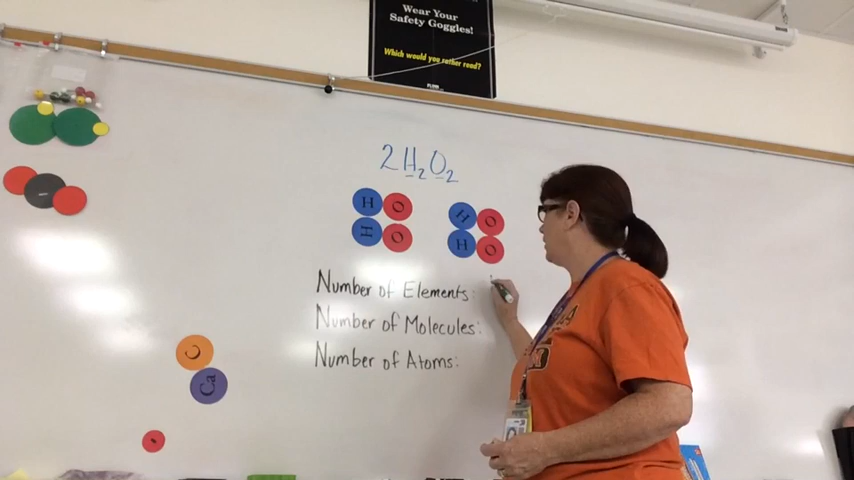 Wear Your
Safety Goggles!
Which would you rather read?
2H₂O₂
H O
H O
H O
H O
Number of Elements:
Number of Molecules:
Number of Atoms:
C
Ca